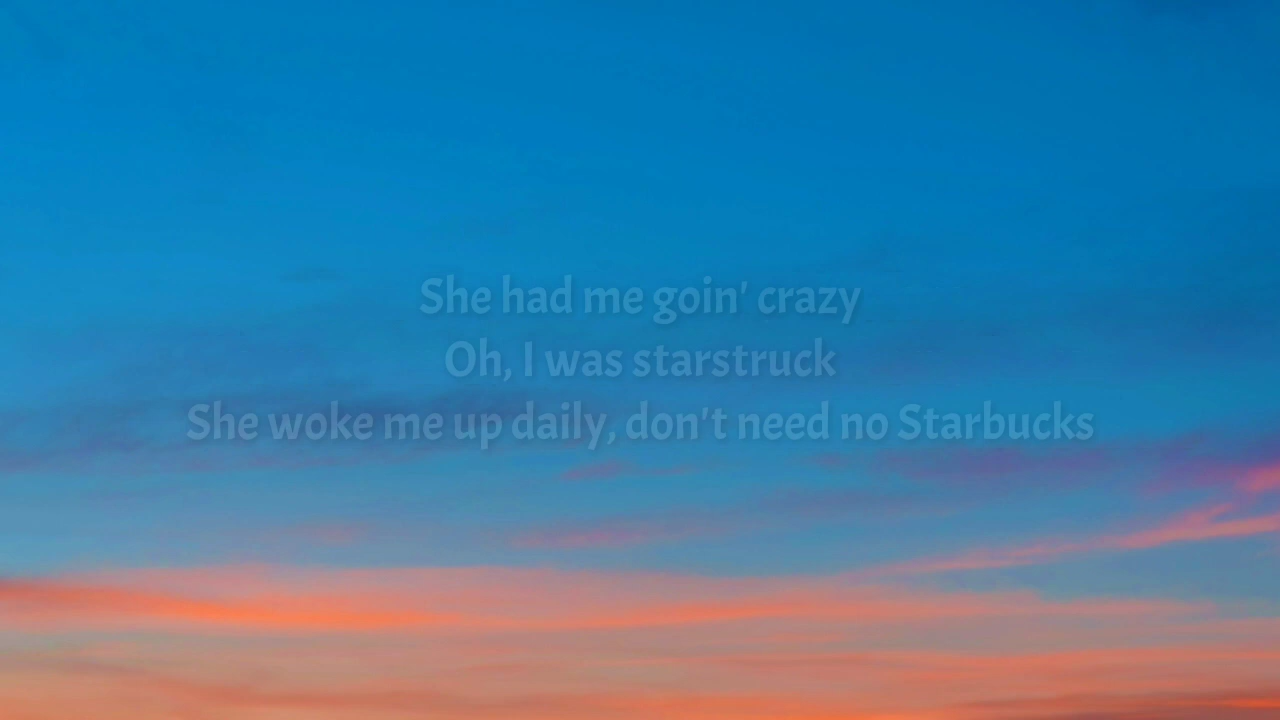 She had me goin' crazy
Oh, I was starstruck
She woke me up daily, don't need no Starbucks